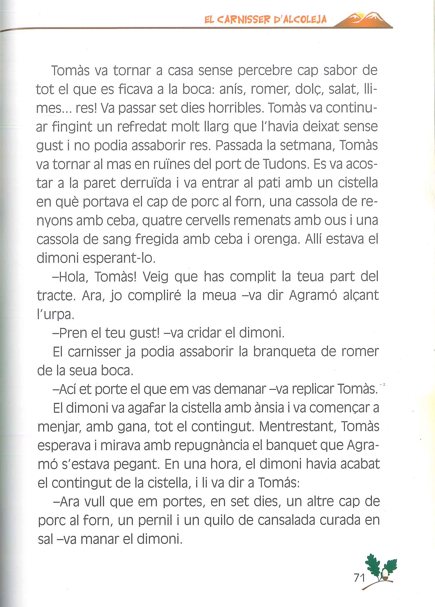 EL CARNISSER D'ALCOLEJA
Tomàs va tornar a casa sense percebre cap sabor de
tot el que es ficava a la boca: anís, romer, dolç, salat, lli-
mes... res! Va passar set dies horribles. Tomàs va continu-
ar fingint un refredat molt llarg que l'havia deixat sense
gust i no podia assaborir res. Passada la setmana, Tomàs
va tornar al mas en ruïnes del port de Tudons. Es va acos-
tar a la paret derruïda i va entrar al pati amb un cistella
en què portava el cap de porc al forn, una cassola de re-
nyons amb ceba, quatre cervells remenats amb ous i una
cassola de sang fregida amb ceba i orenga. Allí estava el
dimoni esperant-lo.
–Hola, Tomàs! Veig que has complit la teua part del
tracte. Ara, jo compliré la meua –va dir Agramó alçant
l'urpa.
–Pren el teu gust! –va cridar el dimoni.
El carnisser ja podia assaborir la branqueta de romer
de la seua boca.
–Ací et porte el que em vas demanar –va replicar Tomàs.
El dimoni va agafar la cistella amb ànsia i va començar a
menjar, amb gana, tot el contingut. Mentrestant, Tomàs
esperava i mirava amb repugnància el banquet que Agra-
mó s'estava pegant. En una hora, el dimoni havia acabat
el contingut de la cistella, i li va dir a Tomás:
–Ara vull que em portes, en set dies, un altre cap de
porc al forn, un pernil i un quilo de cansalada curada en
sal –va manar el dimoni.
71